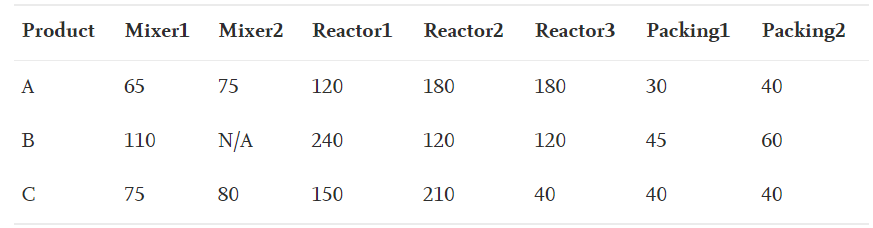 Product Mixer1 Mixer2 Reactor1 Reactor2 Reactor3 Packing1 Packing2
A 65 75 120 180 180 30 40
B 110 N/A 240 120 120 45 60
C 75 80 150 210 40 40 40